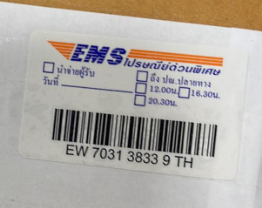 EMS ไปรษณีย์ด่วนพิเศษ
นำจ่ายผู้รับ ถึง ปณ.ปลายทาง
วันที่ 12.00น. 16.30น.
20.30น.
EW 7031 3833 9 TH